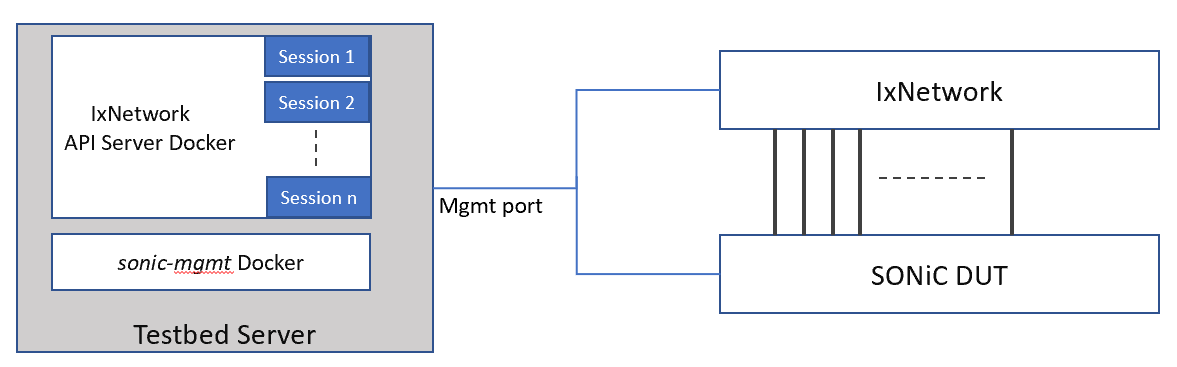 Session 1
Session 2
IxNetwork
API Server Docker
Session n
sonic-mgmt Docker
Testbed Server
Mgmt port
IxNetwork
SONiC DUT